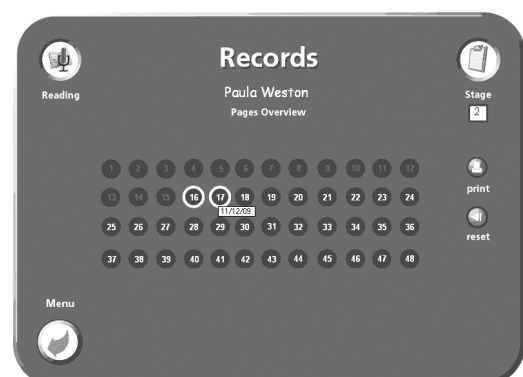 Records
Paula Weston
Pages Overview
Reading
Stage
2
1 2 3 4 5 6 7 8 9 10 11 12
13 14 15 16 17 18 19 20 21 22 23 24
11/12/09
25 26 27 28 29 30 31 32 33 34 35 36
37 38 39 40 41 42 43 44 45 46 47 48
print
reset
Menu